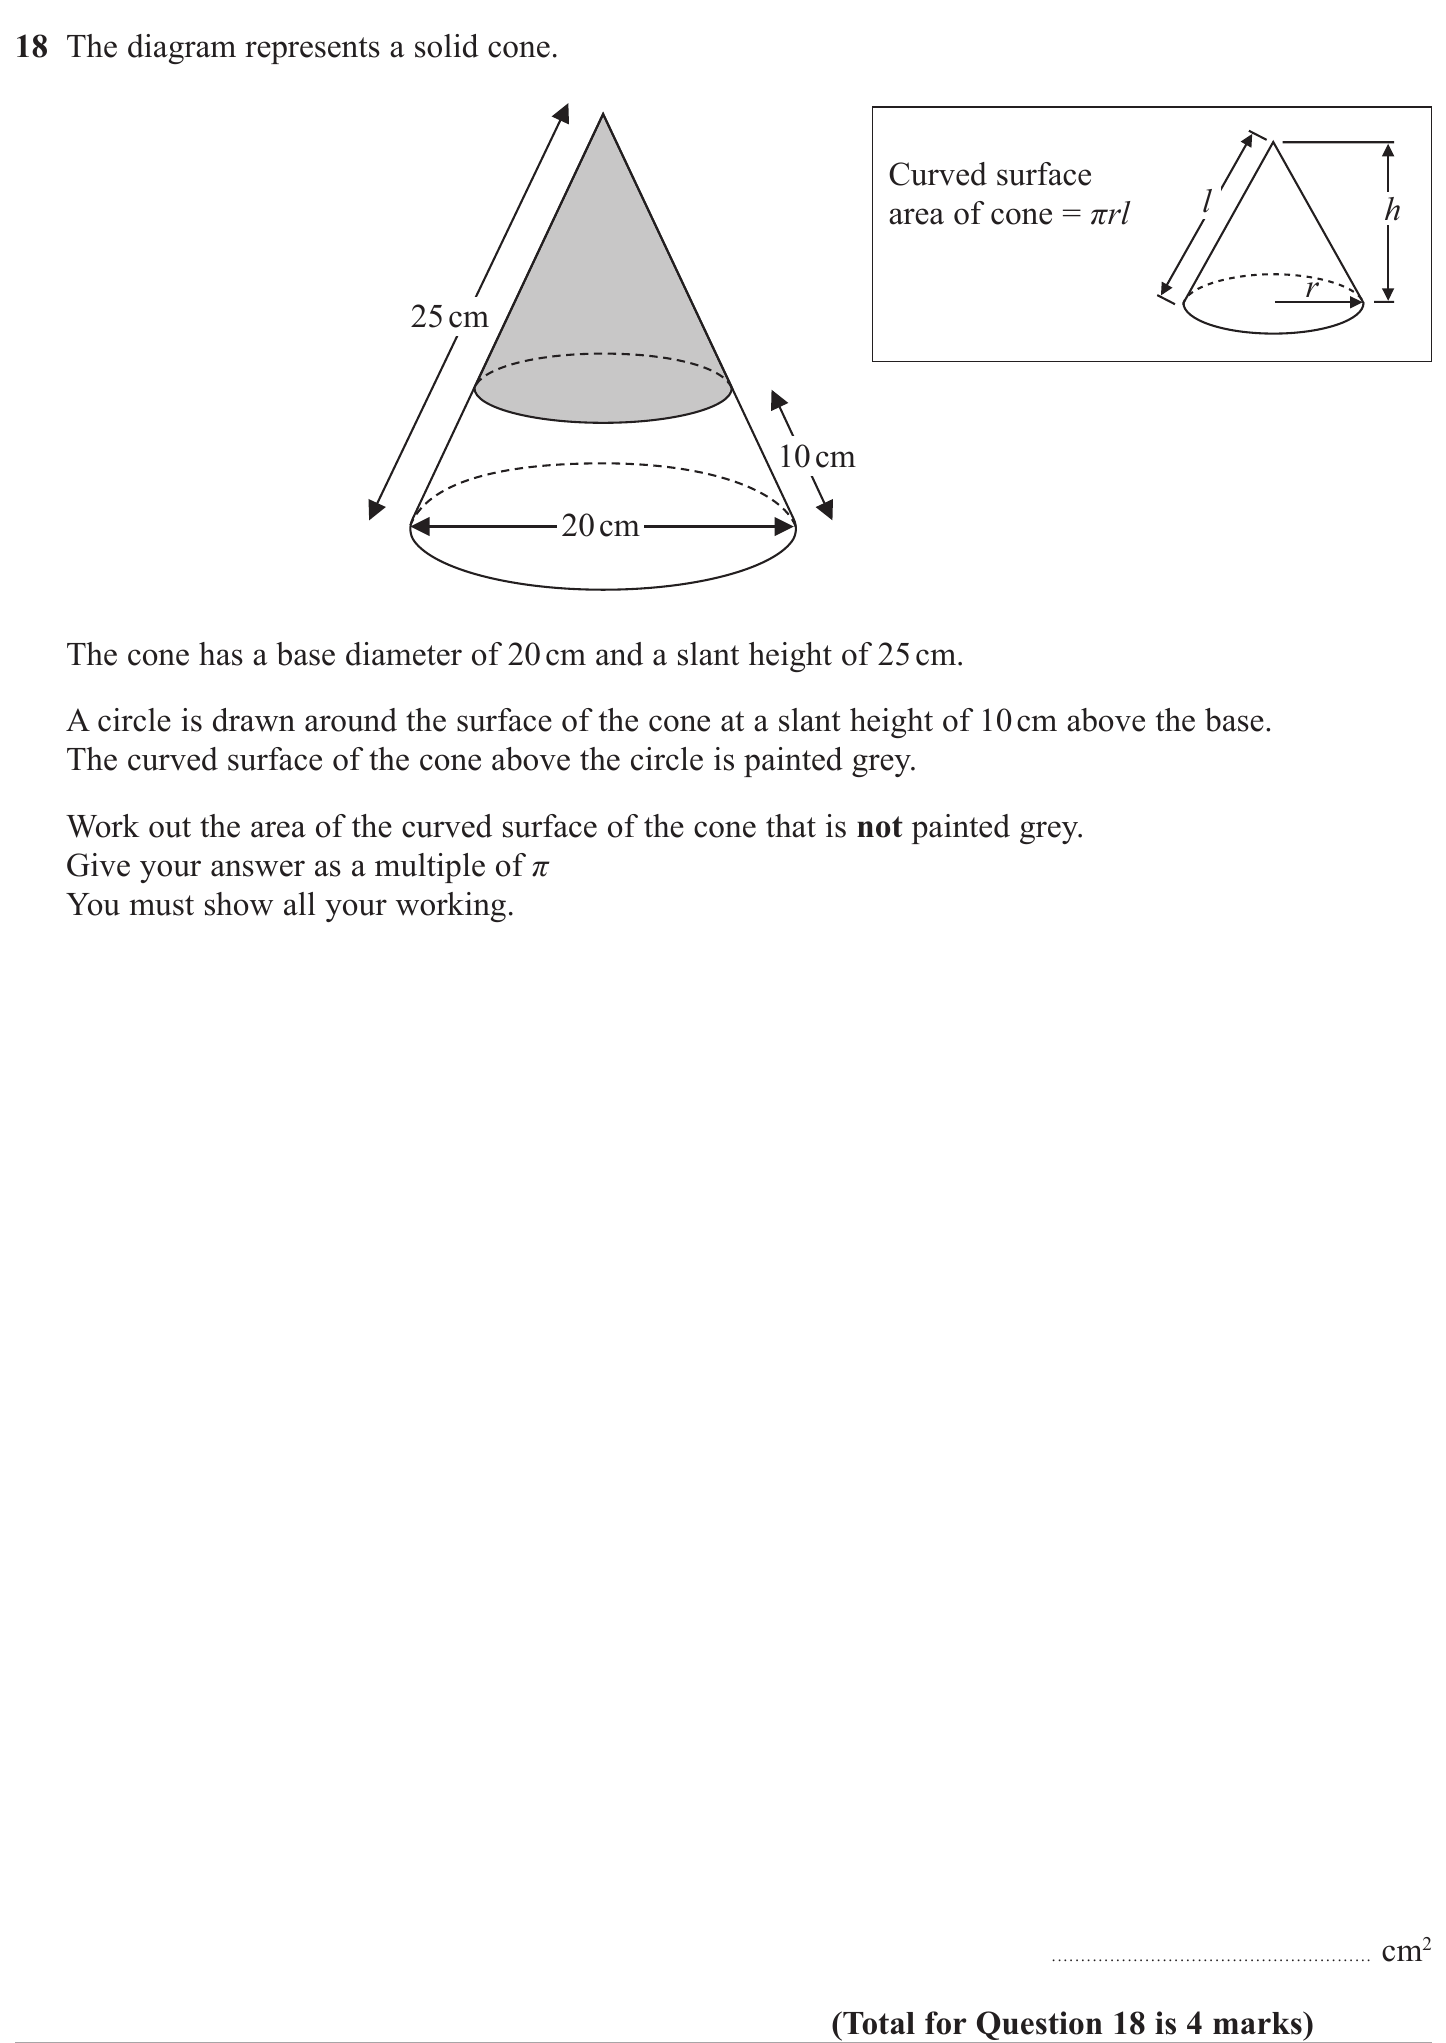 18 The diagram represents a solid cone.
Curved surface
area of cone = πrl
l
h
r
25 cm
10 cm
20 cm
The cone has a base diameter of 20 cm and a slant height of 25 cm.
A circle is drawn around the surface of the cone at a slant height of 10 cm above the base.
The curved surface of the cone above the circle is painted grey.
Work out the area of the curved surface of the cone that is not painted grey.
Give your answer as a multiple of π
You must show all your working.
cm²
(Total for Question 18 is 4 marks)